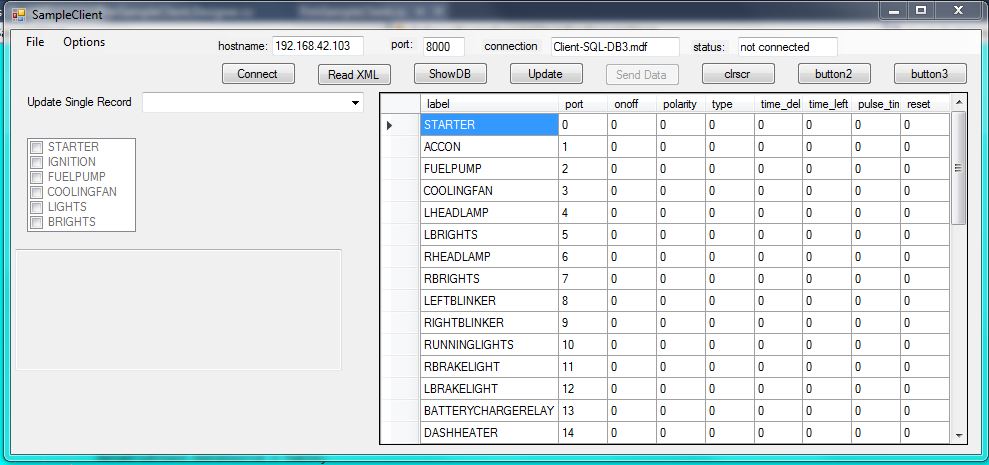 SampleClient
File Options
hostname: 192.168.42.103 port: 8000 connection Client-SQL-DB3.mdf status: not connected
Connect Read XML ShowDB Update Send Data clrscr button2 button3
Update Single Record
STARTER
IGNITION
FUELPUMP
COOLINGFAN
LIGHTS
BRIGHTS
label port onoff polarity type time_del time_left pulse_tin reset
STARTER 0 0 0 0 0 0 0 0
ACCON 1 0 0 0 0 0 0 0
FUELPUMP 2 0 0 0 0 0 0 0
COOLINGFAN 3 0 0 0 0 0 0 0
LHEADLAMP 4 0 0 0 0 0 0 0
LBRIGHTS 5 0 0 0 0 0 0 0
RHEADLAMP 6 0 0 0 0 0 0 0
RBRIGHTS 7 0 0 0 0 0 0 0
LEFTBLINKER 8 0 0 0 0 0 0 0
RIGHTBLINKER 9 0 0 0 0 0 0 0
RUNNINGLIGHTS 10 0 0 0 0 0 0 0
RBRAKELIGHT 11 0 0 0 0 0 0 0
LBRAKELIGHT 12 0 0 0 0 0 0 0
BATTERYCHARGERELAY 13 0 0 0 0 0 0 0
DASHHEATER 14 0 0 0 0 0 0 0